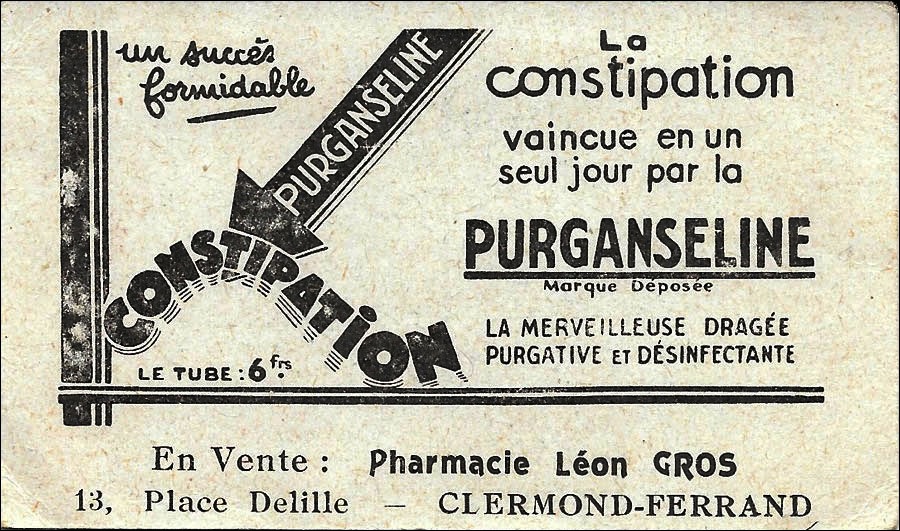 un succès
formidable
PURGANSELINE
CONSTIPATION
LE TUBE : 6 frs.
La
constipation
vaincue en un
seul jour par la
PURGANSELINE
Marque Déposée
LA MERVEILLEUSE DRAGÉE
PURGATIVE ET DÉSINFECTANTE
En Vente : Pharmacie Léon GROS
13, Place Delille — CLERMOND-FERRAND